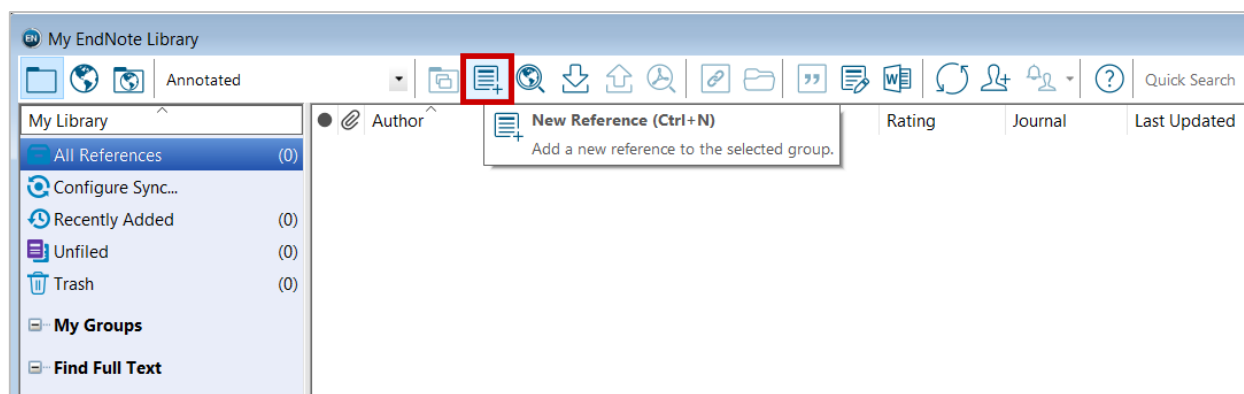 EN My EndNote Library
Annotated
Quick Search
My Library
Author
New Reference (Ctrl+N)
Add a new reference to the selected group.
Rating
Journal
Last Updated
All References (0)
Configure Sync...
Recently Added (0)
Unfiled (0)
Trash (0)
My Groups
Find Full Text